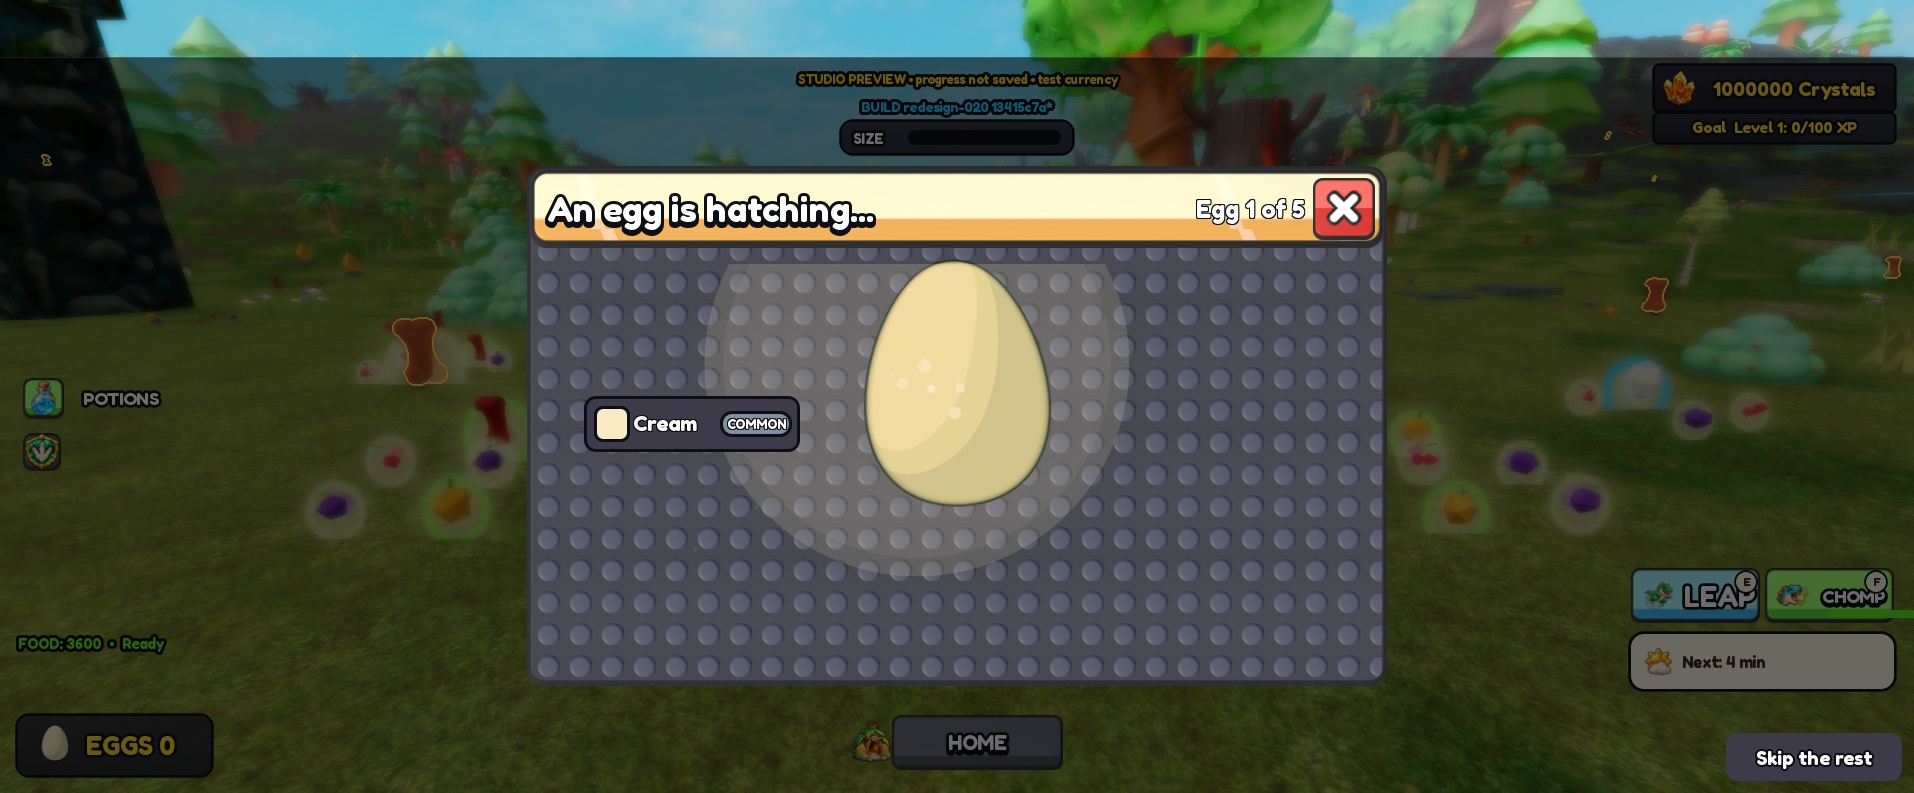 STUDIO PREVIEW • progress not saved • test currency
BUILD redesign-020 13415c7a*
SIZE
1000000 Crystals
Goal Level 1: 0/100 XP
An egg is hatching...
Egg 1 of 5
Cream
COMMON
POTIONS
LEAP
E
CHOMP
F
FOOD: 3600 • Ready
Next: 4 min
EGGS 0
HOME
Skip the rest